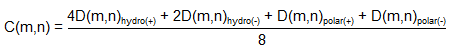 C(m,n) = 4D(m,n)hydro(+) + 2D(m,n)hydro(-) + D(m,n)polar(+) + D(m,n)polar(-)
8